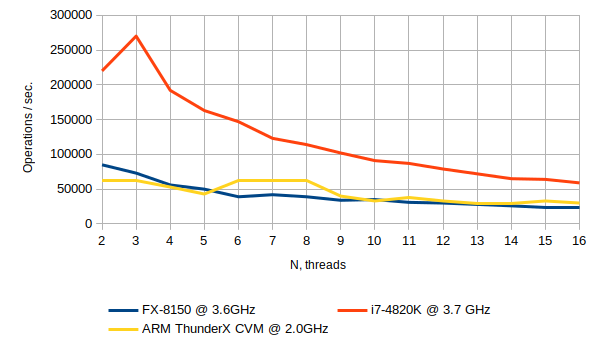 300000
250000
200000
150000
100000
50000
0
Operations / sec.
2 3 4 5 6 7 8 9 10 11 12 13 14 15 16
N, threads
FX-8150 @ 3.6GHz i7-4820K @ 3.7 GHz
ARM ThunderX CVM @ 2.0GHz